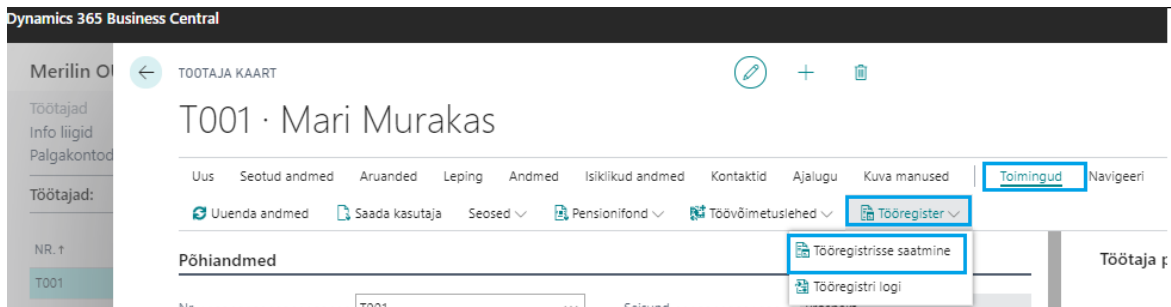 Dynamics 365 Business Central
Merilin
TÖÖTAJA KAART
Töötajad
Info liigid
Palgakontod
T001 · Mari Murakas
Uus Seotud andmed Aruanded Leping Andmed Isiklikud andmed Kontaktid Ajalugu Kuva manused Toimingud Navigeeri
Töötajad:
Uuenda andmed Saada kasutaja Seosed Pensionifond Töövõimetuslehed Tööregister
NR. ↑
Põhiandmed
Tööregistrisse saatmine
Töötaja
T001
Tööregistri logi
T001